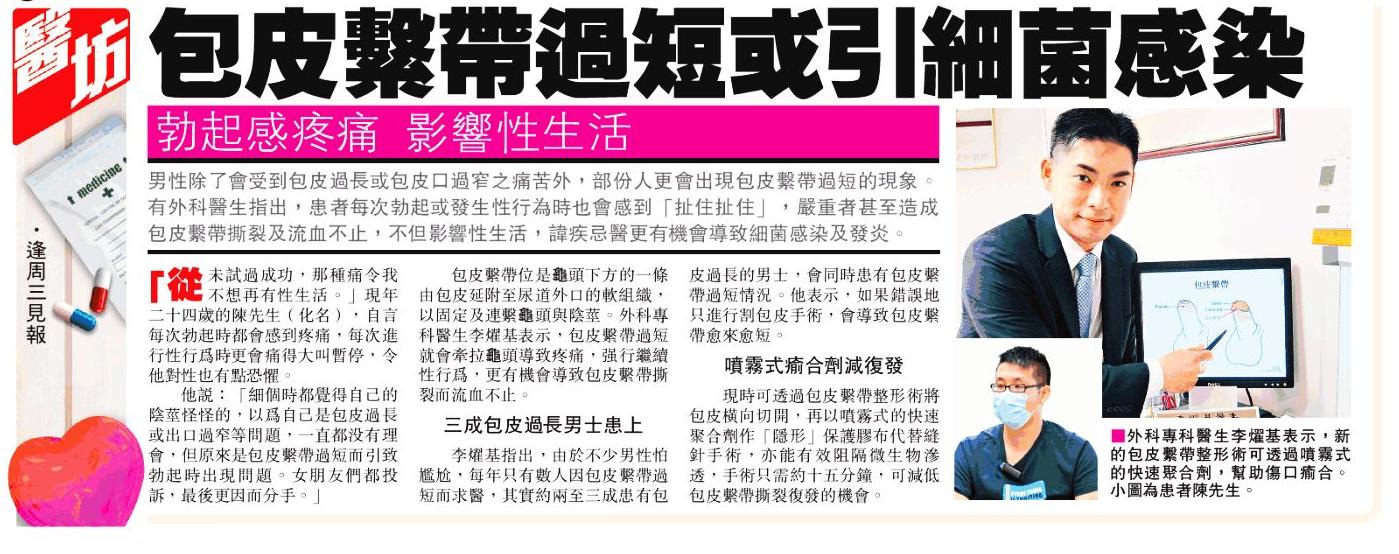 醫坊
逢周三見報
medicine
包皮繫帶過短或引細菌感染
勃起感疼痛 影響性生活
男性除了會受到包皮過長或包皮口過窄之痛苦外，部份人更會出現包皮繫帶過短的現象。
有外科醫生指出，患者每次勃起或發生性行為時也會感到「扯住扯住」，嚴重者甚至造成
包皮繫帶撕裂及流血不止，不但影響性生活，諱疾忌醫更有機會導致細菌感染及發炎。
「從未試過成功，那種痛令我
不想再有性生活。」現年
二十四歲的陳先生（化名），自言
每次勃起時都會感到疼痛，每次進
行性行爲時更會痛得大叫暫停，令
他對性也有點恐懼。
他說：「細個時都覺得自己的
陰莖怪怪的，以爲自己是包皮過長
或出口過窄等問題，一直都没有理
會，但原來是包皮繫帶過短而引致
勃起時出現問題。女朋友們都投
訴，最後更因而分手。」
包皮繫帶位是龜頭下方的一條
由包皮延附至尿道外口的軟組織，
以固定及連繫龜頭與陰莖。外科專
科醫生李燿基表示，包皮繫帶過短
就會牽拉龜頭導致疼痛，强行繼續
性行爲，更有機會導致包皮繫帶撕
裂而流血不止。
三成包皮過長男士患上
李燿基指出，由於不少男性怕
尷尬，每年只有數人因包皮繫帶過
短而求醫，其實約兩至三成患有包
皮過長的男士，會同時患有包皮繫
帶過短情況。他表示，如果錯誤地
只進行割包皮手術，會導致包皮繫
帶愈來愈短。
噴霧式癒合劑減復發
現時可透過包皮繫帶整形術將
包皮橫向切開，再以噴霧式的快速
聚合劑作「隱形」保護膠布代替縫
針手術，亦能有效阻隔微生物滲
透，手術只需約十五分鐘，可減低
包皮繫帶撕裂復發的機會。
包皮繫帶
DELL
■外科專科醫生李燿基表示，新
的包皮繫帶整形術可透過噴霧式
的快速聚合劑，幫助傷口癒合。
小圖為患者陳先生。